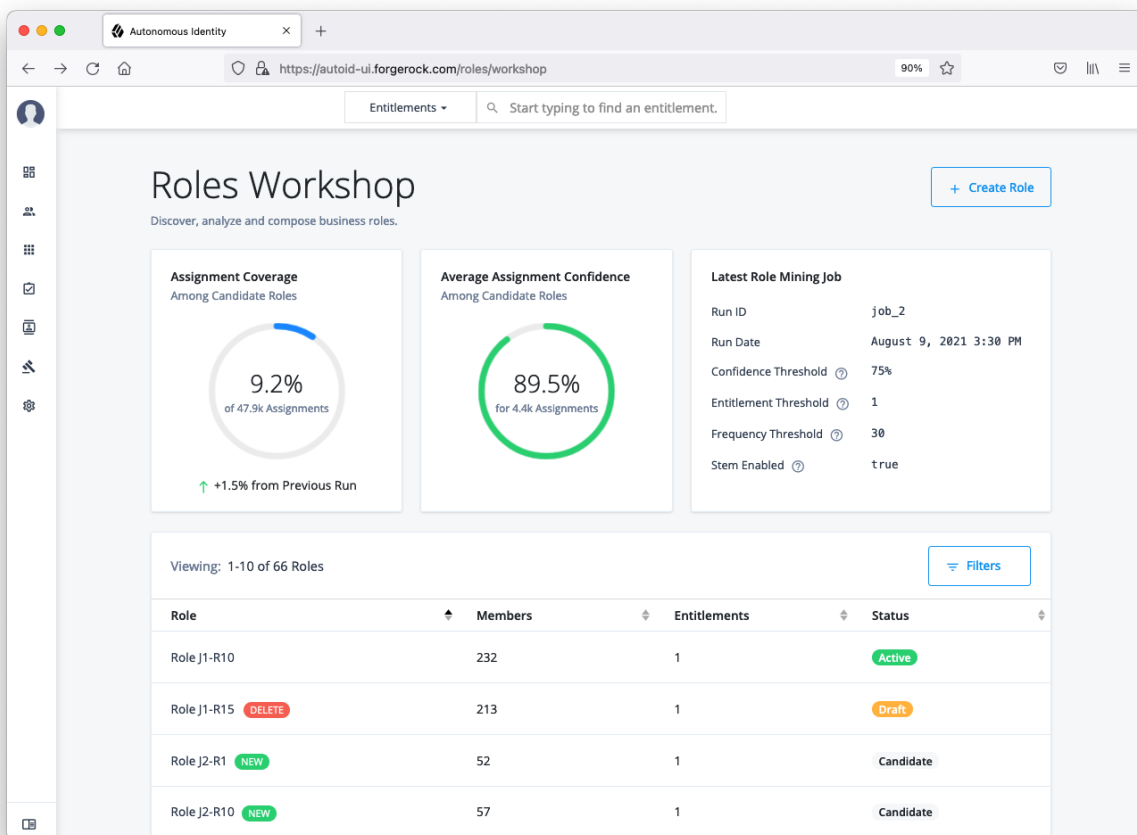 Autonomous Identity
https://autoid-ui.forgerock.com/roles/workshop
90%
Entitlements
Start typing to find an entitlement.
Roles Workshop
Discover, analyze and compose business roles.
+ Create Role
Assignment Coverage
Among Candidate Roles
9.2%
of 47.9k Assignments
+1.5% from Previous Run
Average Assignment Confidence
Among Candidate Roles
89.5%
for 4.4k Assignments
Latest Role Mining Job
Run ID job_2
Run Date August 9, 2021 3:30 PM
Confidence Threshold ? 75%
Entitlement Threshold ? 1
Frequency Threshold ? 30
Stem Enabled ? true
Viewing: 1-10 of 66 Roles
Filters
Role Members Entitlements Status
Role J1-R10 232 1 Active
Role J1-R15 DELETE 213 1 Draft
Role J2-R1 NEW 52 1 Candidate
Role J2-R10 NEW 57 1 Candidate